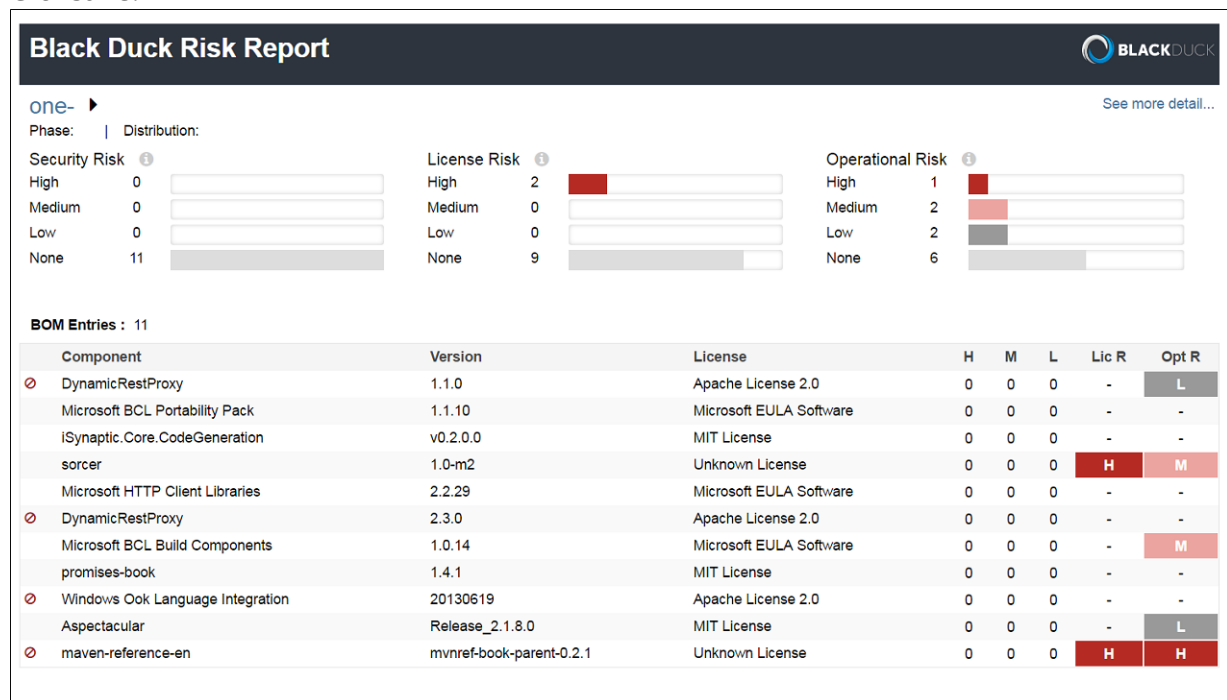 Black Duck Risk Report
BLACKDUCK
one-
See more detail...
Phase: | Distribution:
Security Risk
High 0
Medium 0
Low 0
None 11
License Risk
High 2
Medium 0
Low 0
None 9
Operational Risk
High 1
Medium 2
Low 2
None 6
BOM Entries : 11
Component Version License H M L Lic R Opt R
DynamicRestProxy 1.1.0 Apache License 2.0 0 0 0 - L
Microsoft BCL Portability Pack 1.1.10 Microsoft EULA Software 0 0 0 - -
iSynaptic.Core.CodeGeneration v0.2.0.0 MIT License 0 0 0 - -
sorcer 1.0-m2 Unknown License 0 0 0 H M
Microsoft HTTP Client Libraries 2.2.29 Microsoft EULA Software 0 0 0 - -
DynamicRestProxy 2.3.0 Apache License 2.0 0 0 0 - -
Microsoft BCL Build Components 1.0.14 Microsoft EULA Software 0 0 0 - M
promises-book 1.4.1 MIT License 0 0 0 - -
Windows Ook Language Integration 20130619 Apache License 2.0 0 0 0 - -
Aspectacular Release_2.1.8.0 MIT License 0 0 0 - L
maven-reference-en mvnref-book-parent-0.2.1 Unknown License 0 0 0 H H